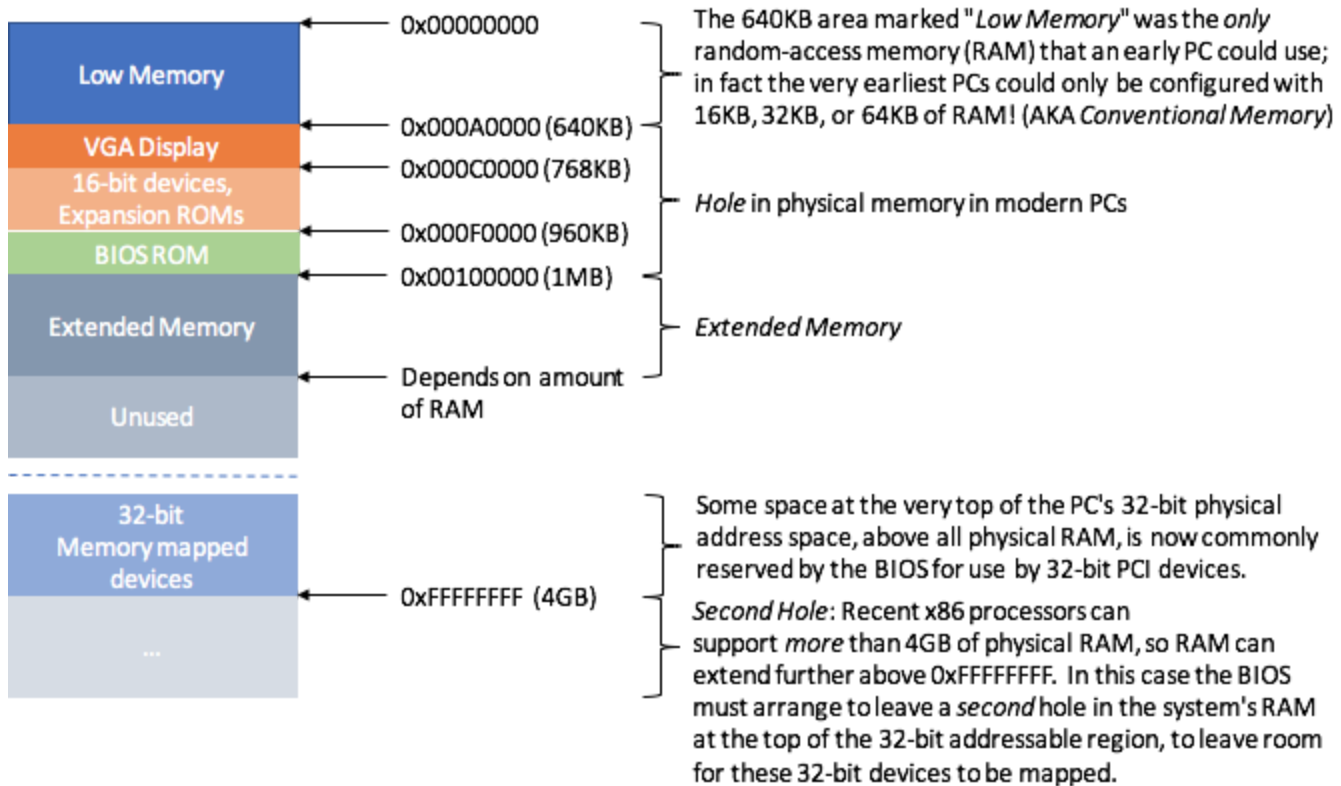 0x00000000
The 640KB area marked "Low Memory" was the only
random-access memory (RAM) that an early PC could use;
in fact the very earliest PCs could only be configured with
16KB, 32KB, or 64KB of RAM! (AKA Conventional Memory)
Low Memory
0x000A0000 (640KB)
VGA Display
0x000C0000 (768KB)
16-bit devices,
Expansion ROMs
Hole in physical memory in modern PCs
0x000F0000 (960KB)
BIOS ROM
0x00100000 (1MB)
Extended Memory
Extended Memory
Depends on amount
of RAM
Unused
32-bit
Memory mapped
devices
Some space at the very top of the PC's 32-bit physical
address space, above all physical RAM, is now commonly
reserved by the BIOS for use by 32-bit PCI devices.
0xFFFFFFFF (4GB)
...
Second Hole: Recent x86 processors can
support more than 4GB of physical RAM, so RAM can
extend further above 0xFFFFFFFF. In this case the BIOS
must arrange to leave a second hole in the system's RAM
at the top of the 32-bit addressable region, to leave room
for these 32-bit devices to be mapped.